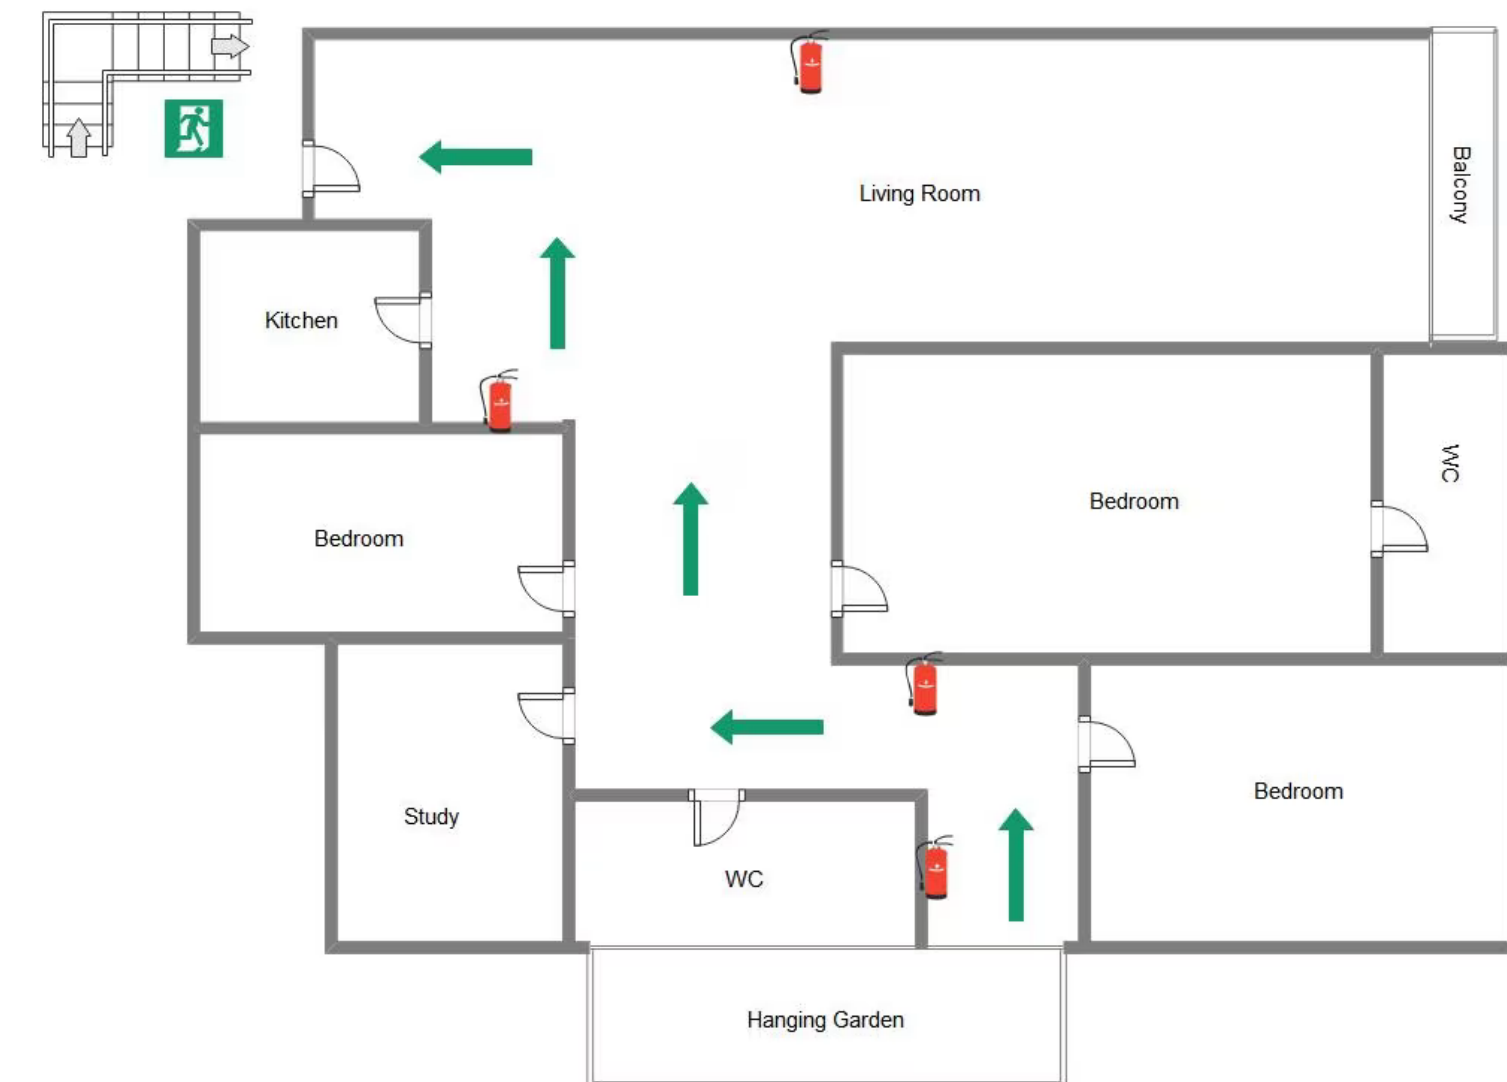 Living Room
Balcony
Kitchen
WC
Bedroom
Bedroom
Study
Bedroom
WC
Hanging Garden